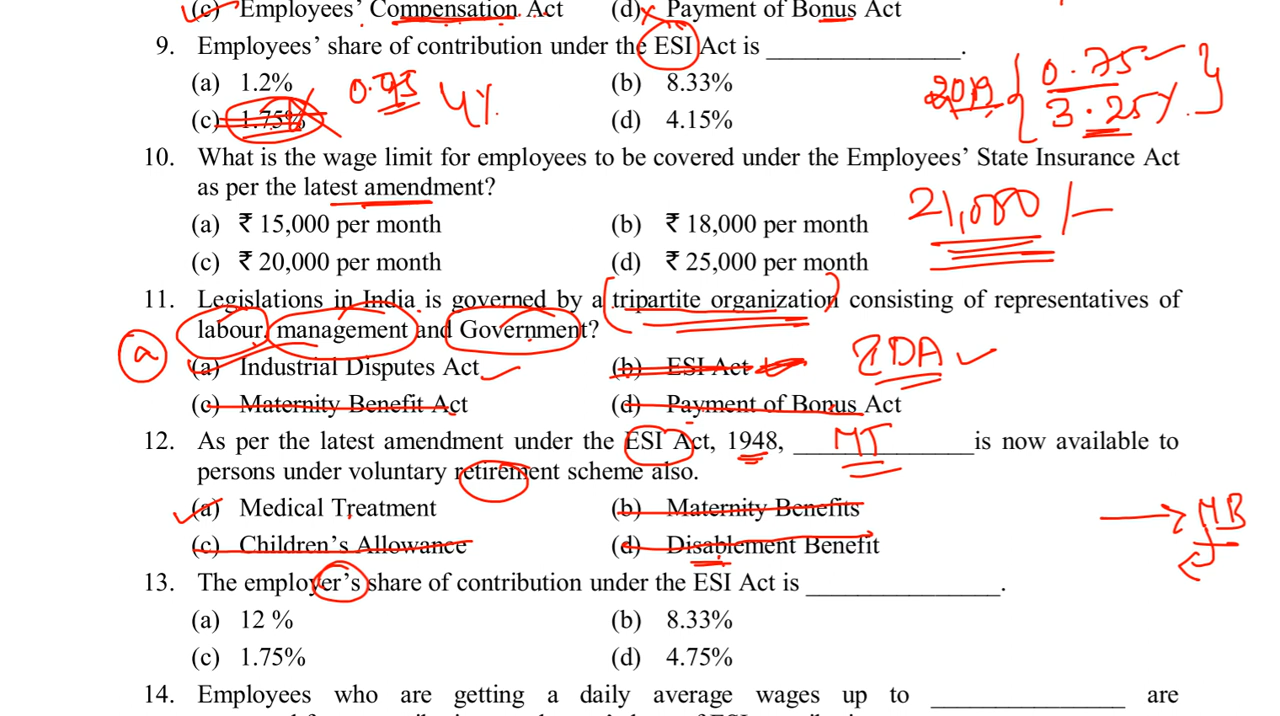 (c) Employees' Compensation Act (d) Payment of Bonus Act
9. Employees' share of contribution under the ESI Act is _______________.
(a) 1.2% (b) 8.33%
0.75 4%
2019 { 0.75 3.25% }
(c) 1.75% (d) 4.15%
10. What is the wage limit for employees to be covered under the Employees' State Insurance Act
as per the latest amendment?
(a) ₹ 15,000 per month (b) ₹ 18,000 per month
21,000/-
(c) ₹ 20,000 per month (d) ₹ 25,000 per month
11. Legislations in India is governed by a tripartite organization consisting of representatives of
labour, management and Government?
(a)
(a) Industrial Disputes Act (b) ESI Act
IDA
(c) Maternity Benefit Act (d) Payment of Bonus Act
12. As per the latest amendment under the ESI Act, 1948, ______MT________ is now available to
persons under voluntary retirement scheme also.
(a) Medical Treatment (b) Maternity Benefits
MB
(c) Children's Allowance (d) Disablement Benefit
13. The employer's share of contribution under the ESI Act is _______________.
(a) 12 % (b) 8.33%
(c) 1.75% (d) 4.75%
14. Employees who are getting a daily average wages up to _______________ are